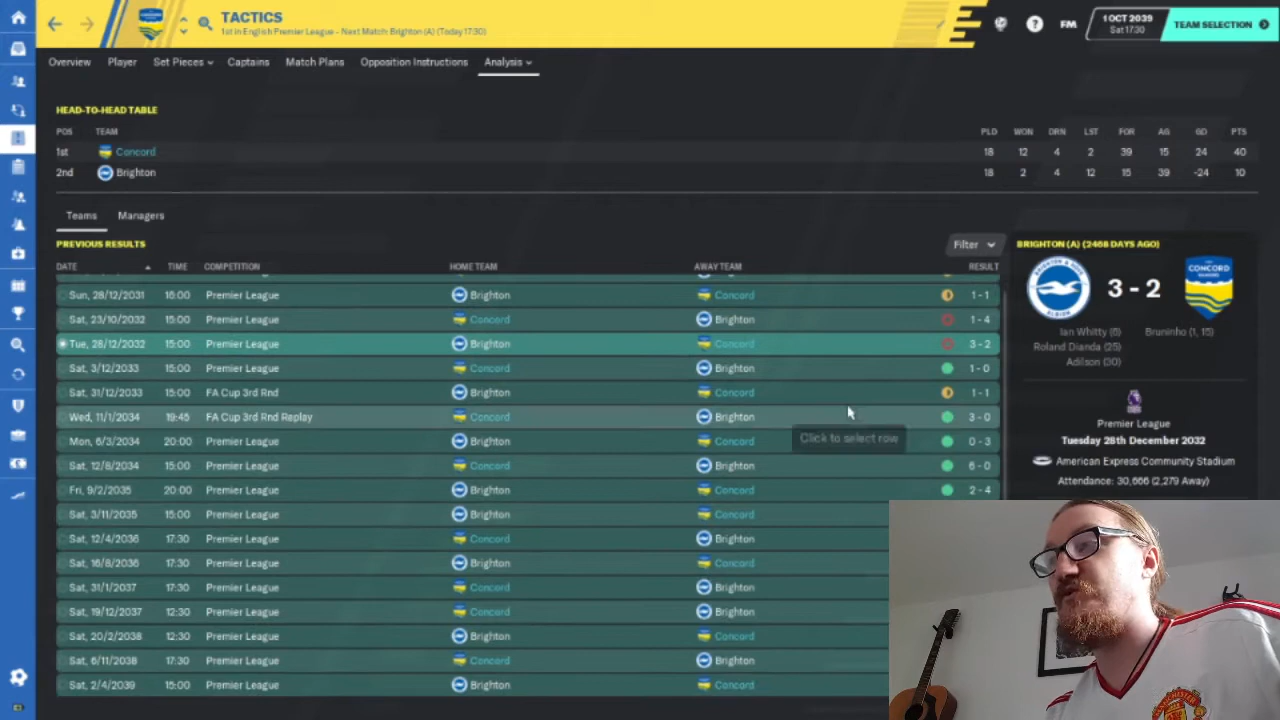 TACTICS
1st in English Premier League - Next Match: Brighton (A) (Today 17:30)
FM
1 OCT 2039
Sat 17:30
TEAM SELECTION
Overview Player Set Pieces Captains Match Plans Opposition Instructions Analysis
HEAD-TO-HEAD TABLE
POS TEAM PLD WON DRN LST FOR AG GD PTS
1st Concord 18 12 4 2 39 15 24 40
2nd Brighton 18 2 4 12 15 39 -24 10
Teams Managers
PREVIOUS RESULTS Filter
DATE TIME COMPETITION HOME TEAM AWAY TEAM RESULT
Sun, 28/12/2031 16:00 Premier League Brighton Concord 1 - 1
Sat, 23/10/2032 15:00 Premier League Concord Brighton 1 - 4
Tue, 28/12/2032 15:00 Premier League Brighton Concord 3 - 2
Sat, 3/12/2033 15:00 Premier League Concord Brighton 1 - 0
Sat, 31/12/2033 15:00 FA Cup 3rd Rnd Brighton Concord 1 - 1
Wed, 11/1/2034 19:45 FA Cup 3rd Rnd Replay Concord Brighton 3 - 0
Mon, 6/3/2034 20:00 Premier League Brighton Concord 0 - 3
Click to select row
Sat, 12/8/2034 15:00 Premier League Concord Brighton 6 - 0
Fri, 9/2/2035 20:00 Premier League Brighton Concord 2 - 4
Sat, 3/11/2035 15:00 Premier League Brighton Concord
Sat, 12/4/2036 17:30 Premier League Concord Brighton
Sat, 16/8/2036 17:30 Premier League Brighton Concord
Sat, 31/1/2037 17:30 Premier League Concord Brighton
Sat, 19/12/2037 12:30 Premier League Concord Brighton
Sat, 20/2/2038 12:30 Premier League Brighton Concord
Sat, 6/11/2038 17:30 Premier League Concord Brighton
Sat, 2/4/2039 15:00 Premier League Brighton Concord
BRIGHTON (A) (2468 DAYS AGO)
CONCORD
3 - 2
Ian Whitty (6) Bruninho (1, 15)
Roland Dianda (25)
Adilson (30)
Premier League
Tuesday 28th December 2032
American Express Community Stadium
Attendance: 30,666 (2,279 Away)
MANCHESTER